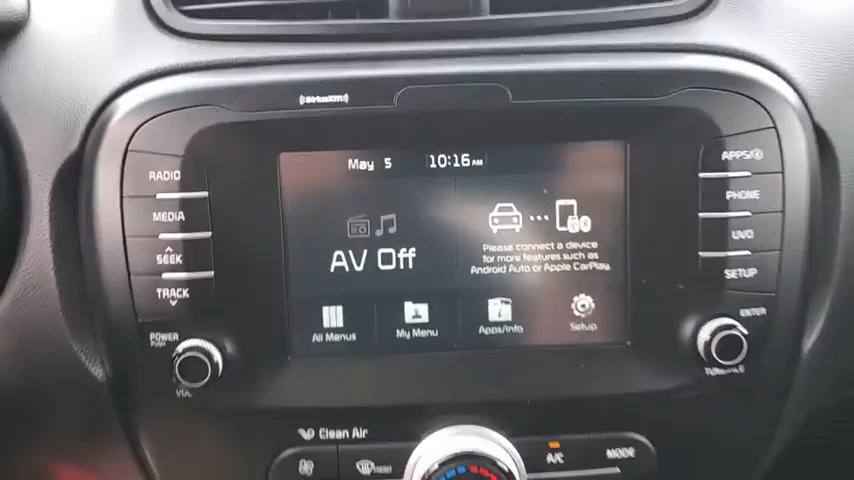 SiriusXM
May 5 10:16 AM
RADIO
MEDIA
SEEK
TRACK
POWER
PUSH
VOL
AV Off
Please connect a device
for more features such as
Android Auto or Apple CarPlay.
All Menus
My Menu
Apps/Info
Setup
APPS/
PHONE
UVO
SETUP
ENTER
TUNE
Clean Air
A/C
MODE